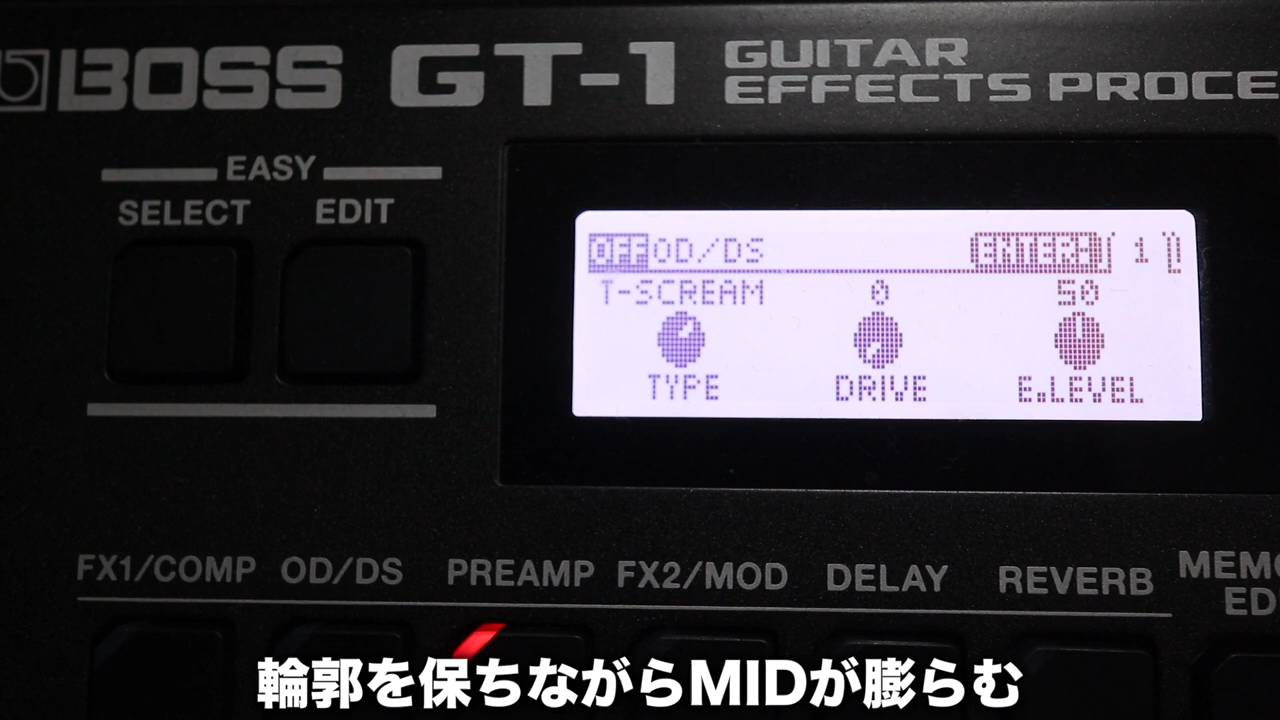 BOSS GT-1 GUITAR
EFFECTS PROCE
EASY
SELECT EDIT
OFF OD/DS ENTER 1
T-SCREAM 0 50
TYPE DRIVE E.LEVEL
FX1/COMP OD/DS PREAMP FX2/MOD DELAY REVERB MEMO
ED
輪郭を保ちながらMIDが膨らむ